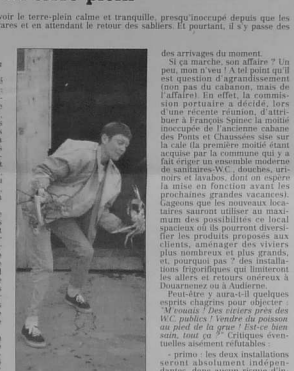 voir le terre-plein calme et tranquille, presqu'inoccupé depuis que les
ares et en attendant le retour des sabliers. Et pourtant, il s'y passe des
des arrivages du moment.
Si ça marche, son affaire ? Un
peu, mon n'veu ! A tel point qu'il
est question d'agrandissement
(non pas du cabanon, mais de
l'affaire). En effet, la commis-
sion portuaire a décidé, lors
d'une récente réunion, d'attri-
buer à François Spinec la moitié
inoccupée de l'ancienne cabane
des Ponts et Chaussées sise sur
la cale (la première moitié étant
acquise par la commune qui y a
fait ériger un ensemble moderne
de sanitaires-W.C., douches, uri-
noirs et lavabos, dont on espère
la mise en fonction avant les
prochaines grandes vacances).
Gageons que les nouveaux loca-
taires sauront utiliser au maxi-
mum des possibilités ce local
spacieux où ils pourront diversi-
fier les produits proposés aux
clients, aménager des viviers
plus nombreux et plus grands,
et, pourquoi pas ? des installa-
tions frigorifiques qui limiteront
les allers et retours onéreux à
Douarnenez ou à Audierne.
Peut-être y aura-t-il quelques
esprits chagrins pour objecter :
"M'vouais ! Des viviers près des
W.C. publics ! Vendre du poisson
au pied de la grue ! Est-ce bien
sain, tout ça ?" Critiques éven-
tuelles aisément réfutables :
- primo : les deux installations
seront absolument indépen-